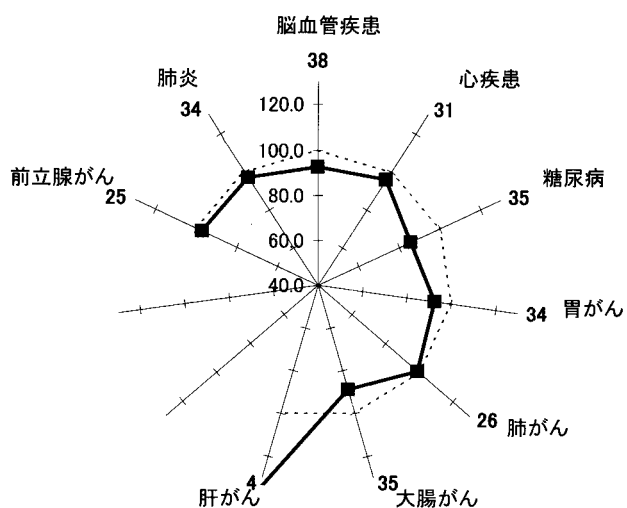 脳血管疾患
38
心疾患
31
糖尿病
35
胃がん
34
肺がん
26
大腸がん
35
肝がん
4
前立腺がん
25
肺炎
34
120.0
100.0
80.0
60.0
40.0